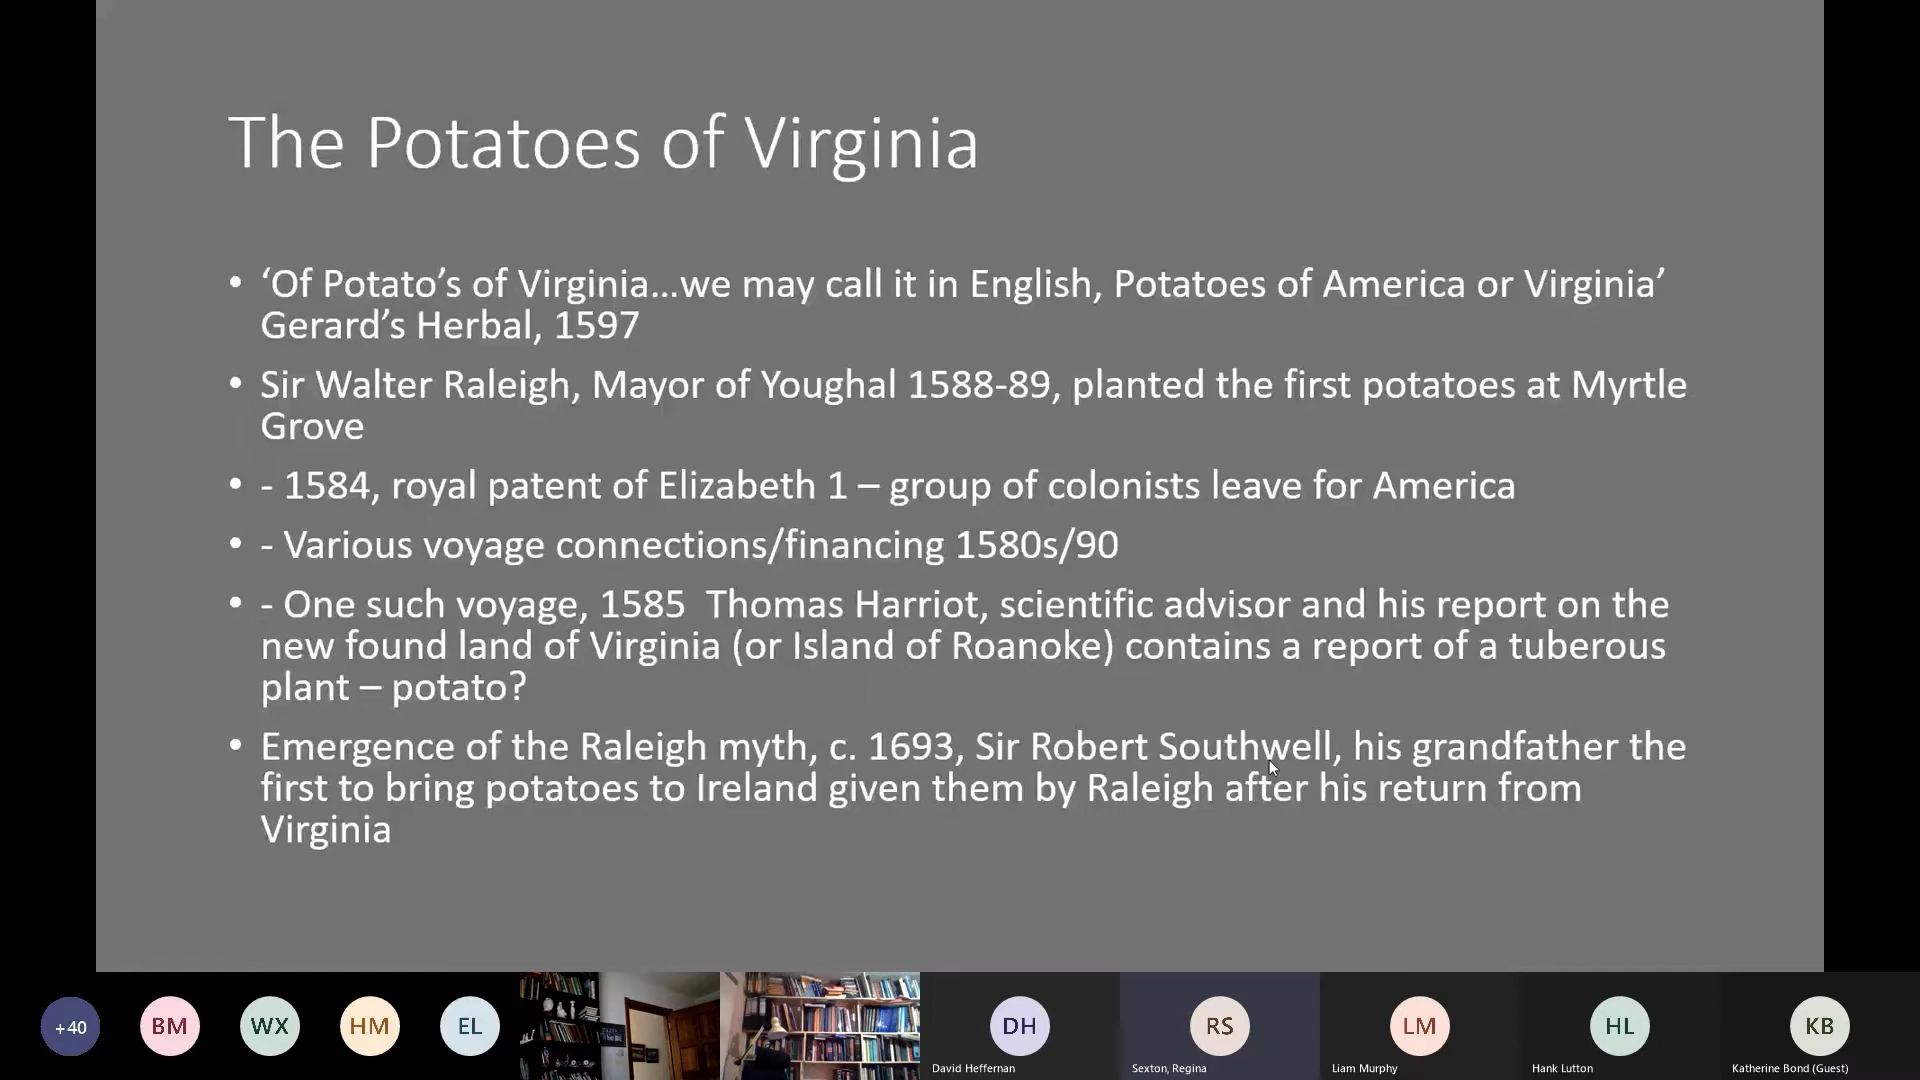 The Potatoes of Virginia
• ‘Of Potato’s of Virginia...we may call it in English, Potatoes of America or Virginia’
Gerard’s Herbal, 1597
• Sir Walter Raleigh, Mayor of Youghal 1588-89, planted the first potatoes at Myrtle
Grove
• - 1584, royal patent of Elizabeth 1 – group of colonists leave for America
• - Various voyage connections/financing 1580s/90
• - One such voyage, 1585  Thomas Harriot, scientific advisor and his report on the
new found land of Virginia (or Island of Roanoke) contains a report of a tuberous
plant – potato?
• Emergence of the Raleigh myth, c. 1693, Sir Robert Southwell, his grandfather the
first to bring potatoes to Ireland given them by Raleigh after his return from
Virginia
+40 BM WX HM EL DH RS LM HL KB
David Heffernan Sexton, Regina Liam Murphy Hank Lutton Katherine Bond (Guest)